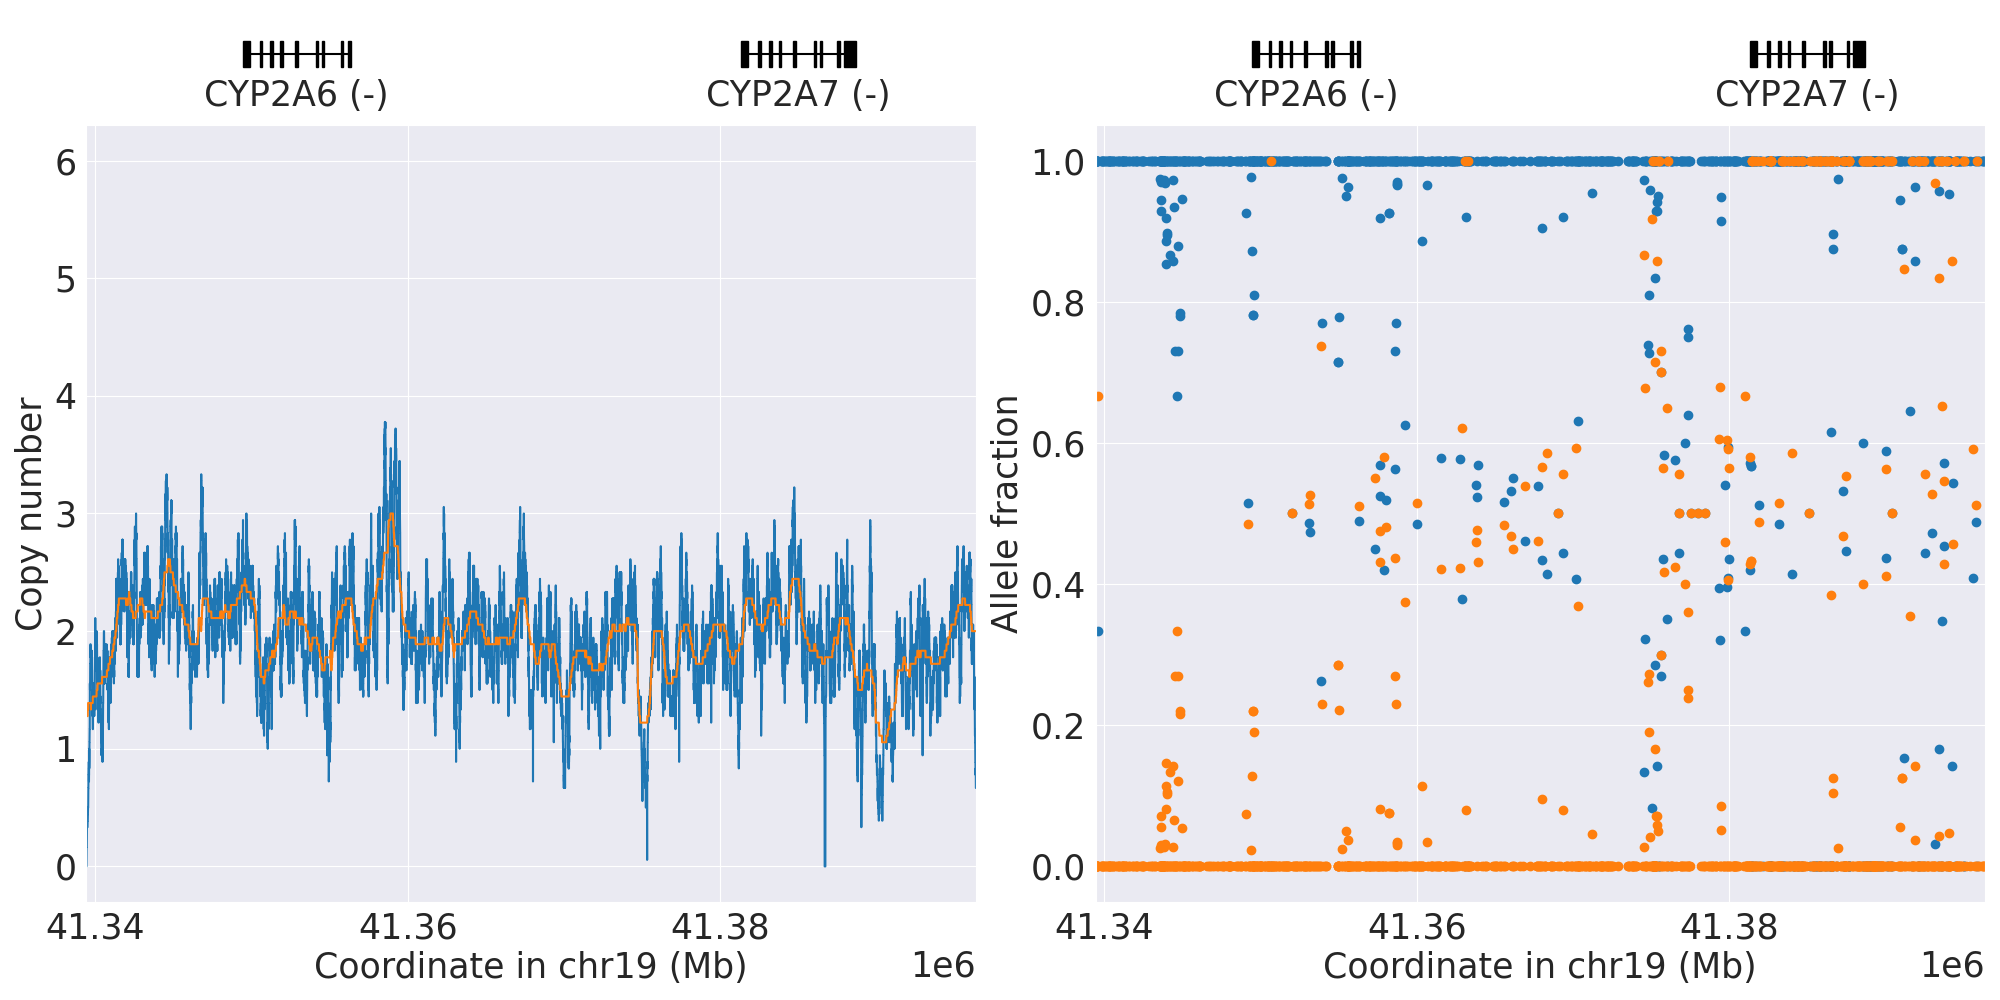 CYP2A6 (-)
CYP2A7 (-)
6
5
4
3
2
1
0
Copy number
41.34
41.36
41.38
Coordinate in chr19 (Mb)
1e6
CYP2A6 (-)
CYP2A7 (-)
1.0
0.8
0.6
0.4
0.2
0.0
Allele fraction
41.34
41.36
41.38
Coordinate in chr19 (Mb)
1e6